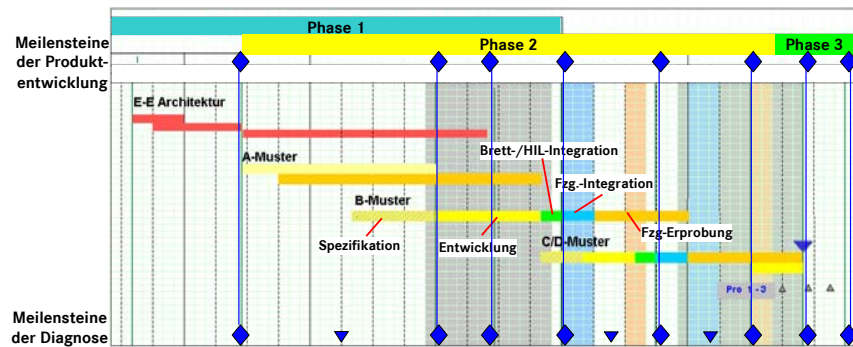 Phase 1
Phase 2
Phase 3
Meilensteine
der Produkt-
entwicklung
E-E Architektur
A-Muster
Brett-/HIL-Integration
Fzg.-Integration
B-Muster
Spezifikation
Entwicklung
Fzg-Erprobung
C/D-Muster
Pro 1-3
Meilensteine
der Diagnose